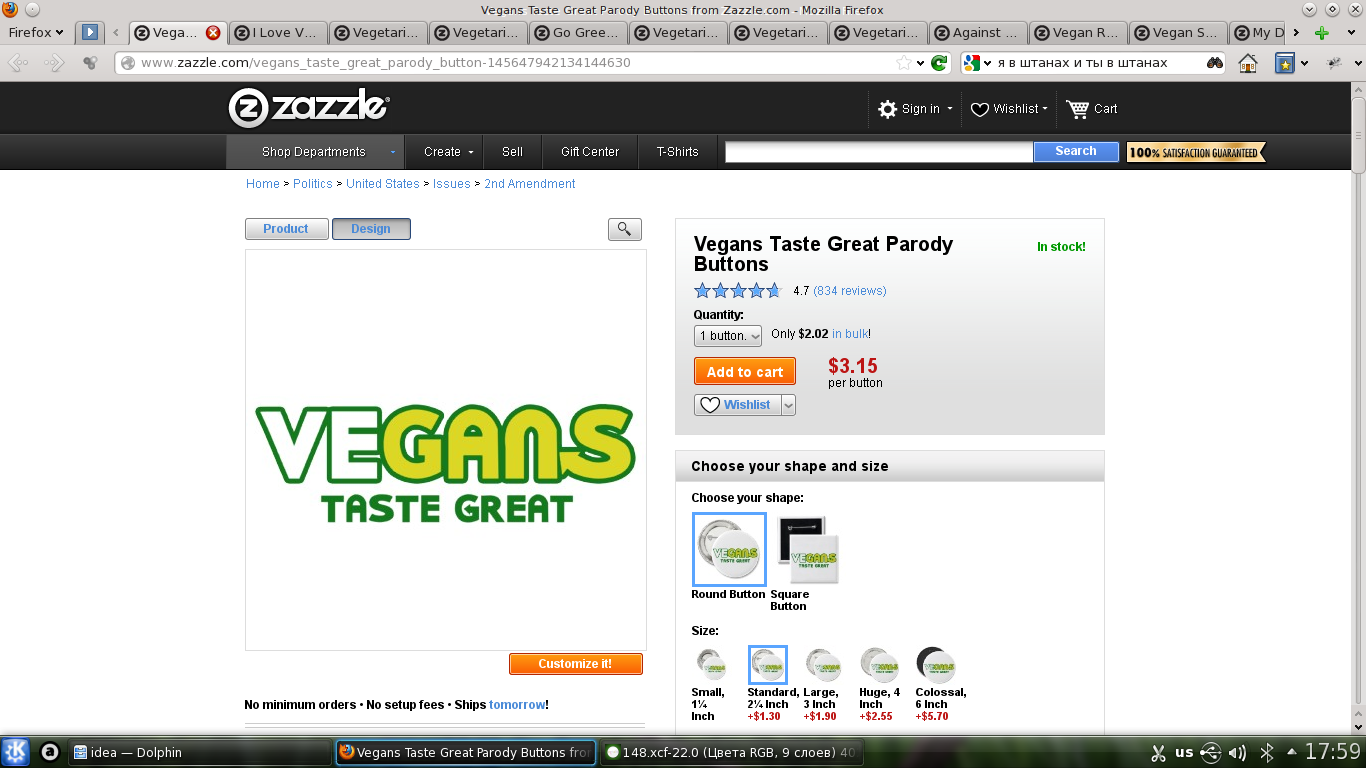 Vegans Taste Great Parody Buttons from Zazzle.com - Mozilla Firefox
Firefox
Vega...
I Love V...
Vegetari...
Vegetari...
Go Gree...
Vegetari...
Vegetari...
Vegetari...
Against ...
Vegan R...
Vegan S...
My D
www.zazzle.com/vegans_taste_great_parody_button-145647942134144630
я в штанах и ты в штанах
zazzle
Sign in
Wishlist
Cart
Shop Departments
Create
Sell
Gift Center
T-Shirts
Search
100% SATISFACTION GUARANTEED
Home > Politics > United States > Issues > 2nd Amendment
Product
Design
VEGANS
TASTE GREAT
Customize it!
No minimum orders • No setup fees • Ships tomorrow!
Vegans Taste Great Parody
Buttons
In stock!
4.7 (834 reviews)
Quantity:
1 button.
Only $2.02 in bulk!
Add to cart
$3.15
per button
Wishlist
Choose your shape and size
Choose your shape:
VEGANS
TASTE GREAT
VEGANS
TASTE GREAT
Round Button
Square
Button
Size:
Small,
1¼
Inch
Standard,
2¼ Inch
+$1.30
Large,
3 Inch
+$1.90
Huge, 4
Inch
+$2.55
Colossal,
6 Inch
+$5.70
idea — Dolphin
Vegans Taste Great Parody Buttons fro
148.xcf-22.0 (Цвета RGB, 9 слоев) 40
us
17:59